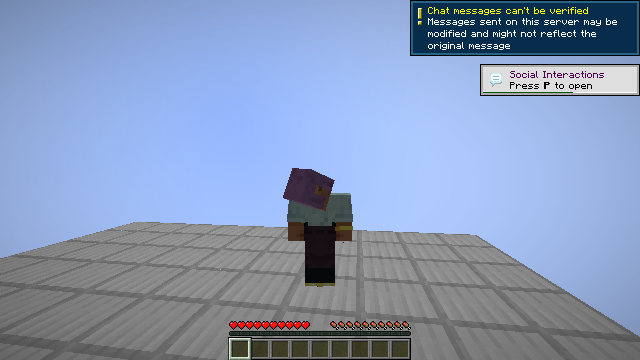 Chat messages can't be verified
Messages sent on this server may be
modified and might not reflect the
original message
Social Interactions
Press P to open